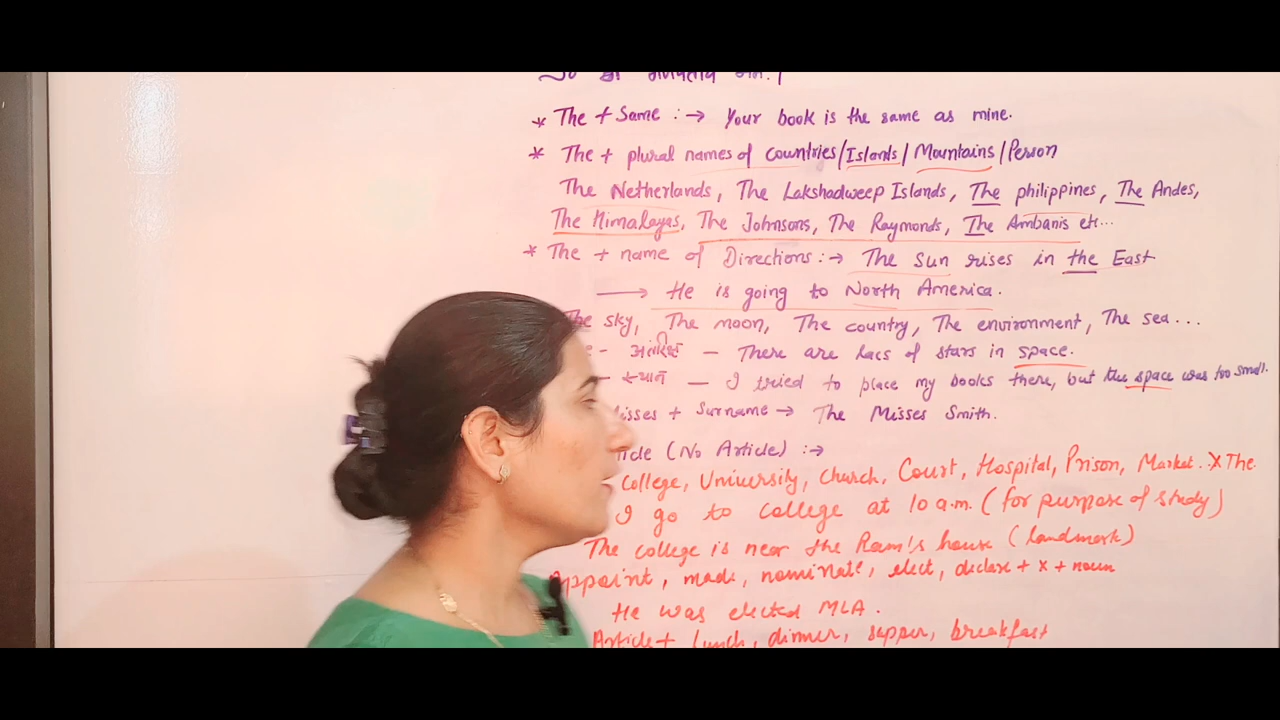 * The + Same :→ Your book is the same as mine.
* The + plural names of countries/Islands/Mountains/Person
The Netherlands, The Lakshadweep Islands, The philippines, The Andes,
The Himalayas, The Johnsons, The Raymonds, The Ambanis etc...
* The + name of Directions :→ The Sun rises in the East
→ He is going to North America.
The sky, The moon, The country, The environment, The sea...
- अंतरिक्ष - There are lacs of stars in space.
- स्थान - I tried to place my books there, but the space was too small.
isses + Surname → The Misses Smith.
ticle (No Article) :→
College, University, Church, Court, Hospital, Prison, Market. X The
I go to college at 10 a.m. (for purpose of study)
The college is near the Ram's house (landmark)
Appoint, made, nominate, elect, declare + x + noun
He was elected MLA.
Article + lunch, dinner, supper, breakfast